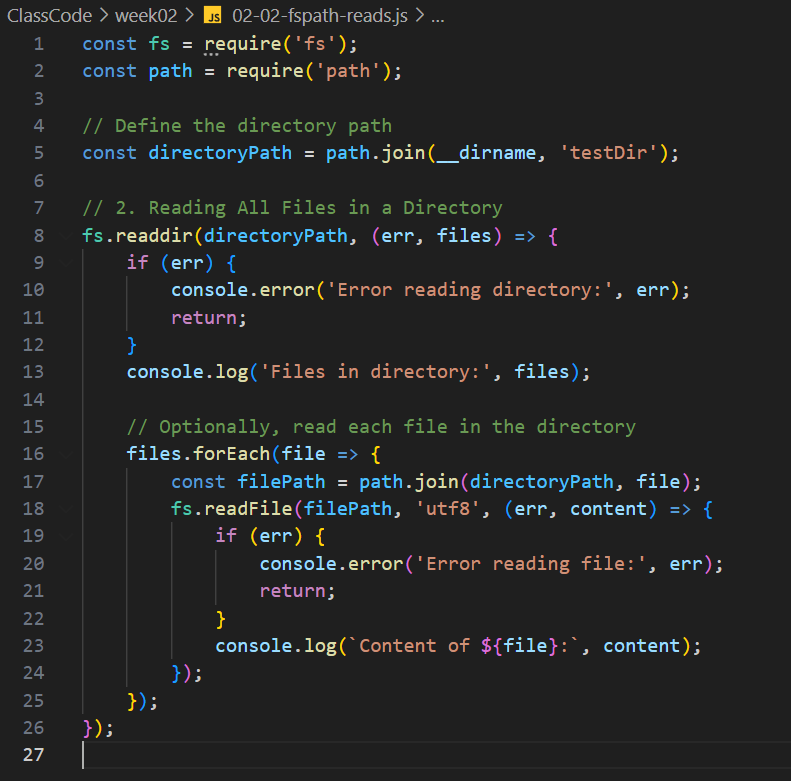 ClassCode > week02 > JS 02-02-fspath-reads.js > ...
1 const fs = require('fs');
2 const path = require('path');
3
4 // Define the directory path
5 const directoryPath = path.join(__dirname, 'testDir');
6
7 // 2. Reading All Files in a Directory
8 fs.readdir(directoryPath, (err, files) => {
9     if (err) {
10         console.error('Error reading directory:', err);
11         return;
12     }
13     console.log('Files in directory:', files);
14
15     // Optionally, read each file in the directory
16     files.forEach(file => {
17         const filePath = path.join(directoryPath, file);
18         fs.readFile(filePath, 'utf8', (err, content) => {
19             if (err) {
20                 console.error('Error reading file:', err);
21                 return;
22             }
23             console.log(`Content of ${file}:`, content);
24         });
25     });
26 });
27